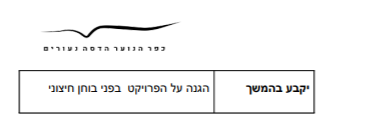 כפר הנוער הדסה נעורים
יקבע בהמשך הגנה על הפרויקט בפני בוחן חיצוני